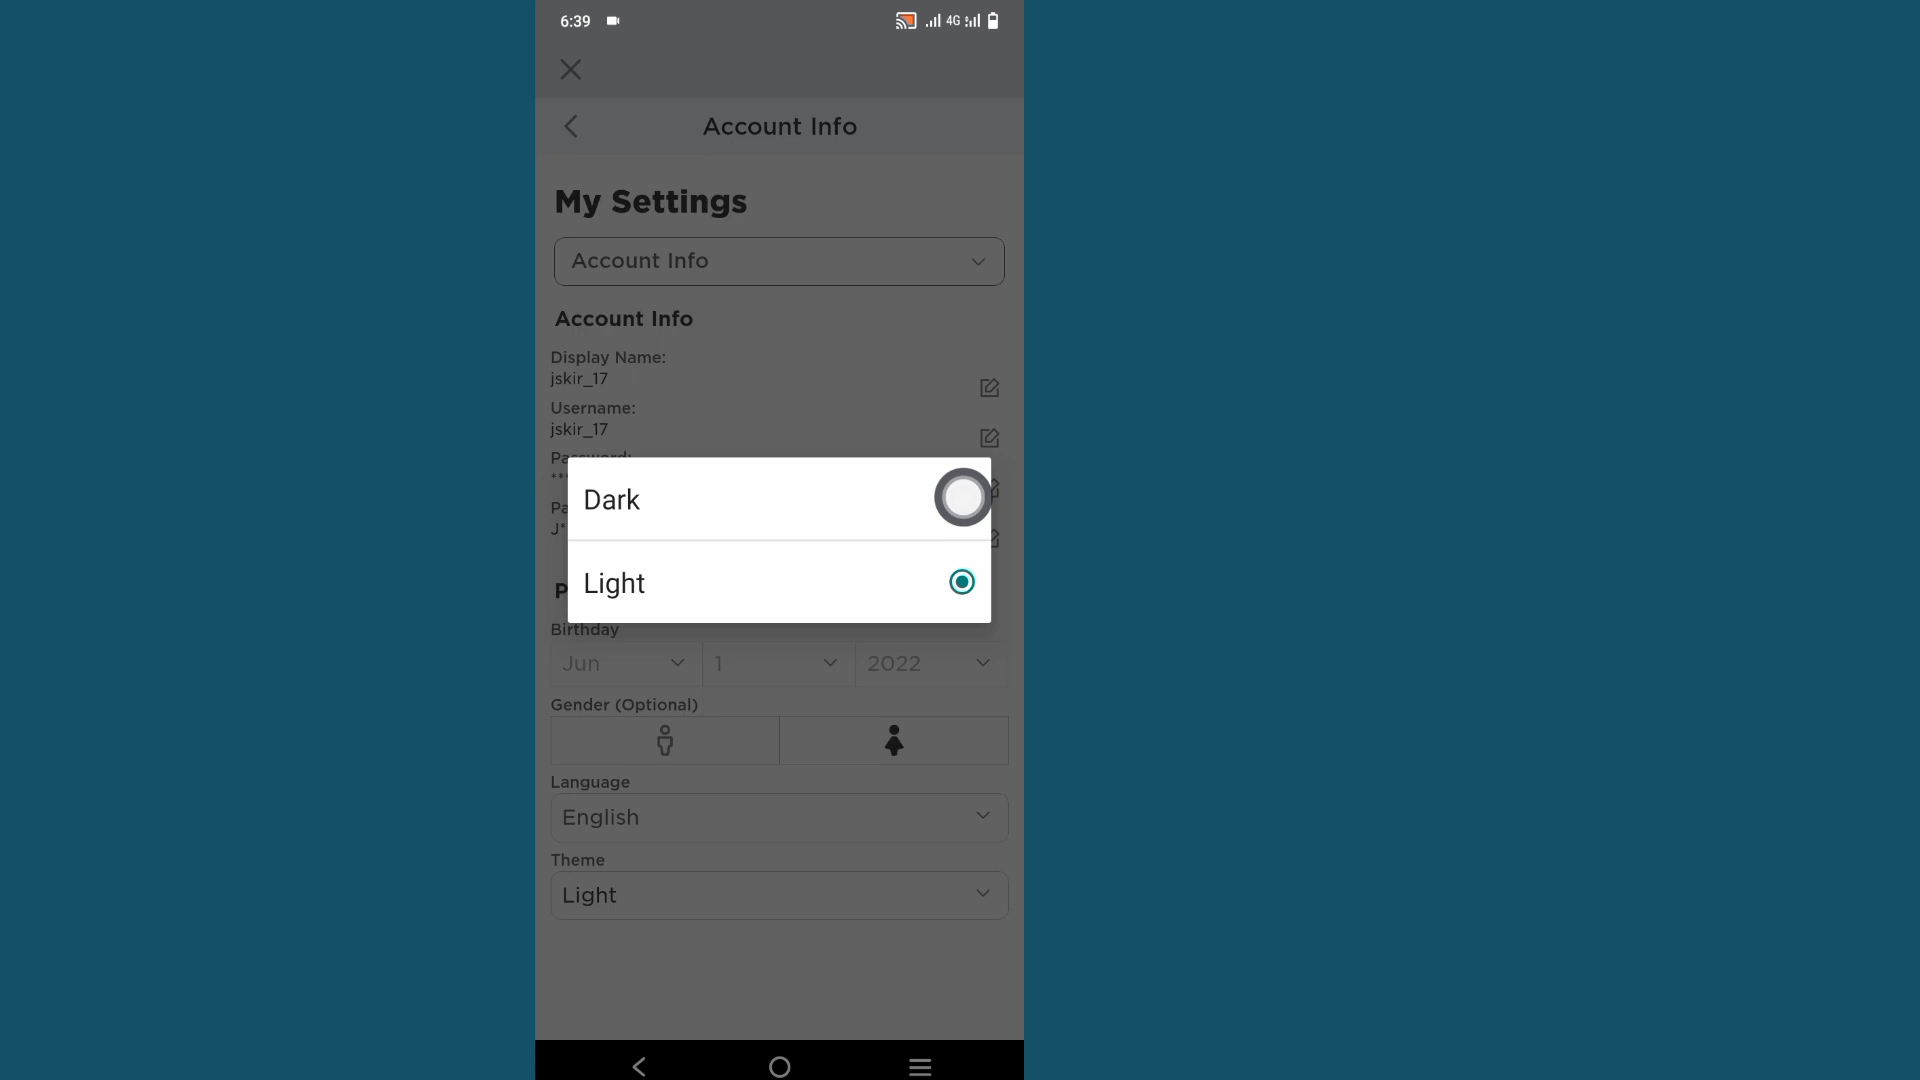 6:39
4G
Account Info
My Settings
Account Info
Account Info
Display Name:
jskir_17
Username:
jskir_17
Password:
Dark
J*
Light
Birthday
Jun 1 2022
Gender (Optional)
Language
English
Theme
Light